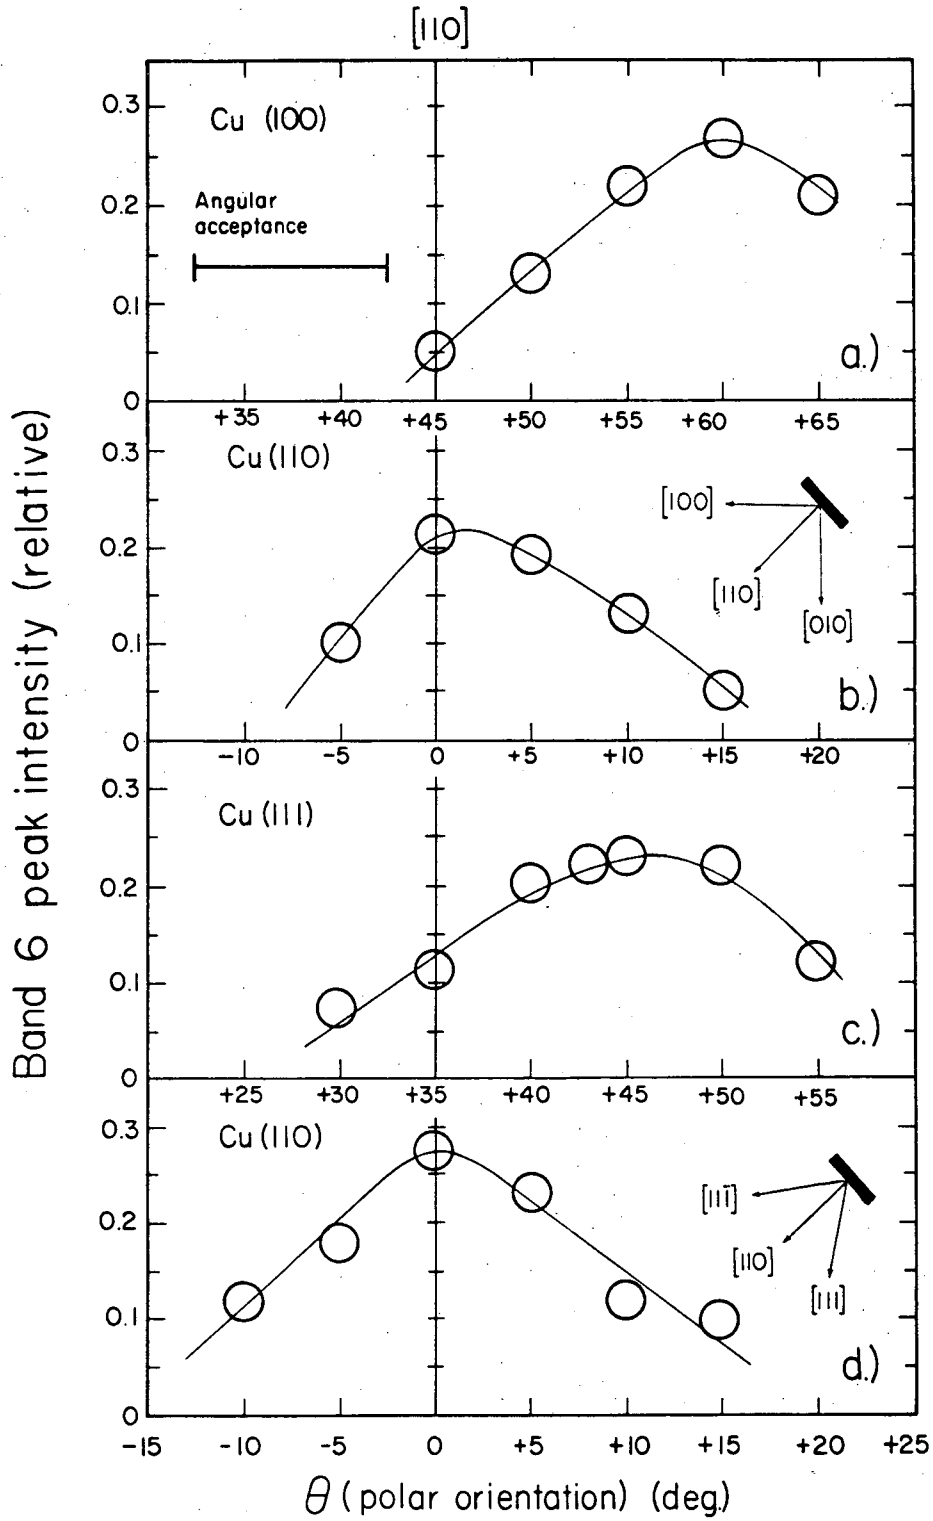 [110]
Cu (100)
Angular
acceptance
0.3
0.2
0.1
0
a.)
+35 +40 +45 +50 +55 +60 +65
Cu (110)
0.3
0.2
0.1
0
[100]
[110]
[010]
b.)
-10 -5 0 +5 +10 +15 +20
Cu (111)
0.3
0.2
0.1
0
c.)
+25 +30 +35 +40 +45 +50 +55
Cu (110)
0.3
0.2
0.1
0
[111̅]
[110]
[111]
d.)
-15 -10 -5 0 +5 +10 +15 +20 +25
θ (polar orientation) (deg.)
Band 6 peak intensity (relative)